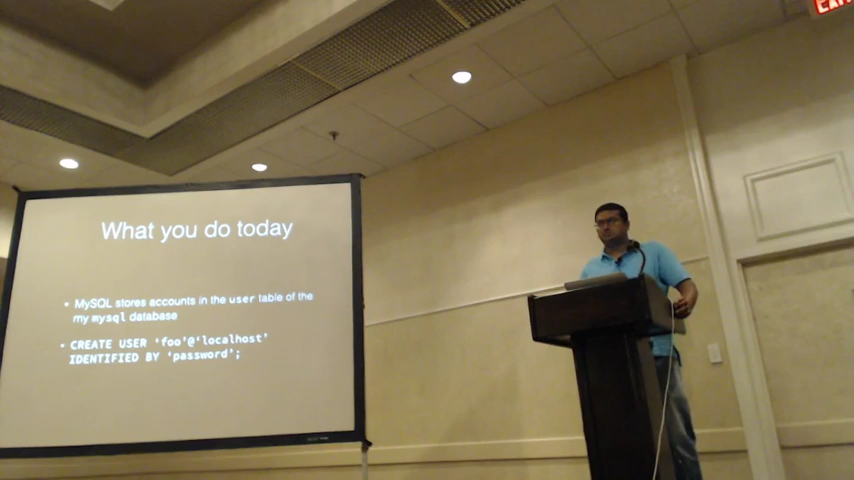 EXIT
What you do today
• MySQL stores accounts in the user table of the
my mysql database
• CREATE USER 'foo'@'localhost'
IDENTIFIED BY 'password';